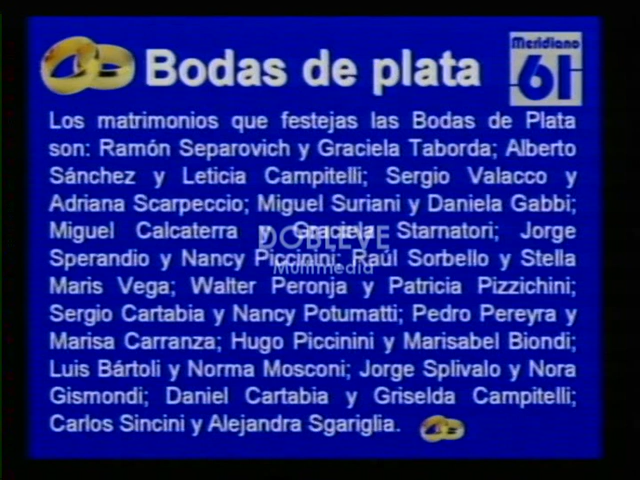 Bodas de plata
Meridiano
61
Los matrimonios que festejas las Bodas de Plata
son: Ramón Separovich y Graciela Taborda; Alberto
Sánchez y Leticia Campitelli; Sergio Valacco y
Adriana Scarpeccio; Miguel Suriani y Daniela Gabbi;
Miguel Calcaterra y Graciela Starnatori; Jorge
Sperandio y Nancy Piccinini; Raúl Sorbello y Stella
Maris Vega; Walter Peronja y Patricia Pizzichini;
Sergio Cartabia y Nancy Potumatti; Pedro Pereyra y
Marisa Carranza; Hugo Piccinini y Marisabel Biondi;
Luis Bártoli y Norma Mosconi; Jorge Splivalo y Nora
Gismondi; Daniel Cartabia y Griselda Campitelli;
Carlos Sincini y Alejandra Sgariglia.
DOBLEVE
Multimedia